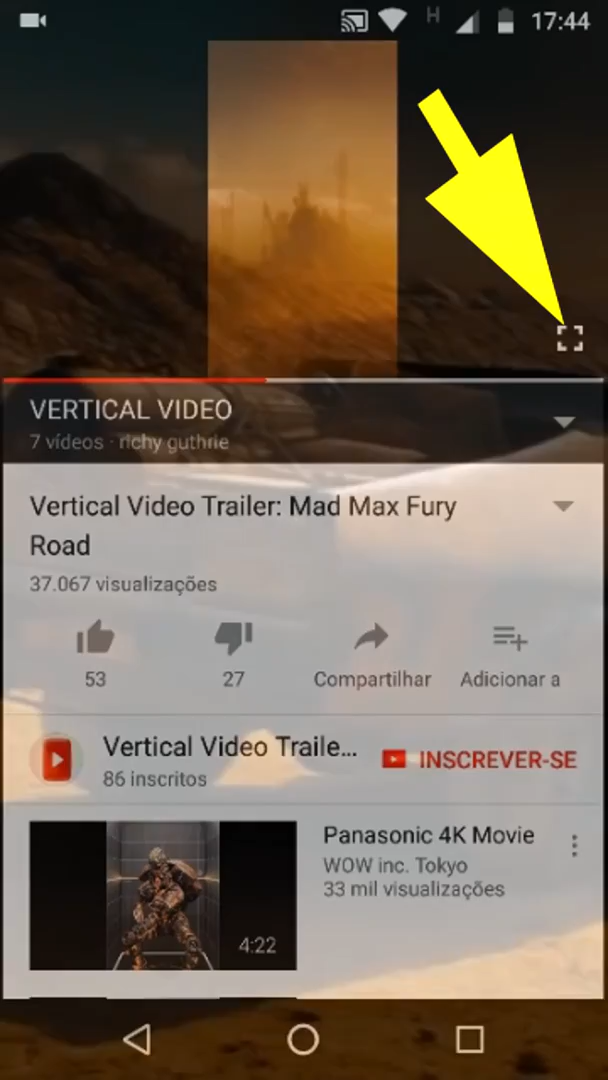 H 17:44
VERTICAL VIDEO
7 vídeos · richy guthrie
Vertical Video Trailer: Mad Max Fury
Road
37.067 visualizações
53 27 Compartilhar Adicionar a
Vertical Video Traile... INSCREVER-SE
86 inscritos
Panasonic 4K Movie
WOW inc. Tokyo
33 mil visualizações
4:22